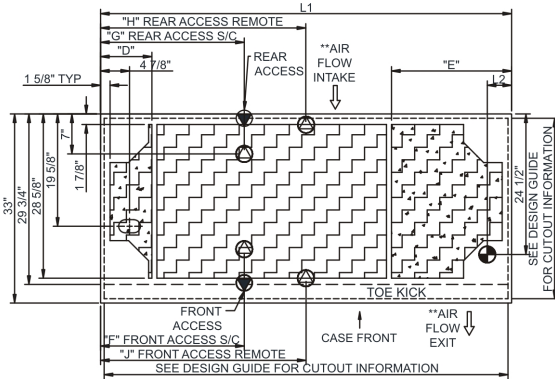 L1
"H" REAR ACCESS REMOTE
"G" REAR ACCESS S/C
"D"
REAR
ACCESS
**AIR
FLOW
INTAKE
"E"
4 7/8"
1 5/8" TYP
L2
33"
29 3/4"
28 5/8"
19 5/8"
7"
1 7/8"
24 1/2"
SEE DESIGN GUIDE
FOR CUTOUT INFORMATION
TOE KICK
FRONT
ACCESS
CASE FRONT
**AIR
FLOW
EXIT
"F" FRONT ACCESS S/C
"J" FRONT ACCESS REMOTE
SEE DESIGN GUIDE FOR CUTOUT INFORMATION